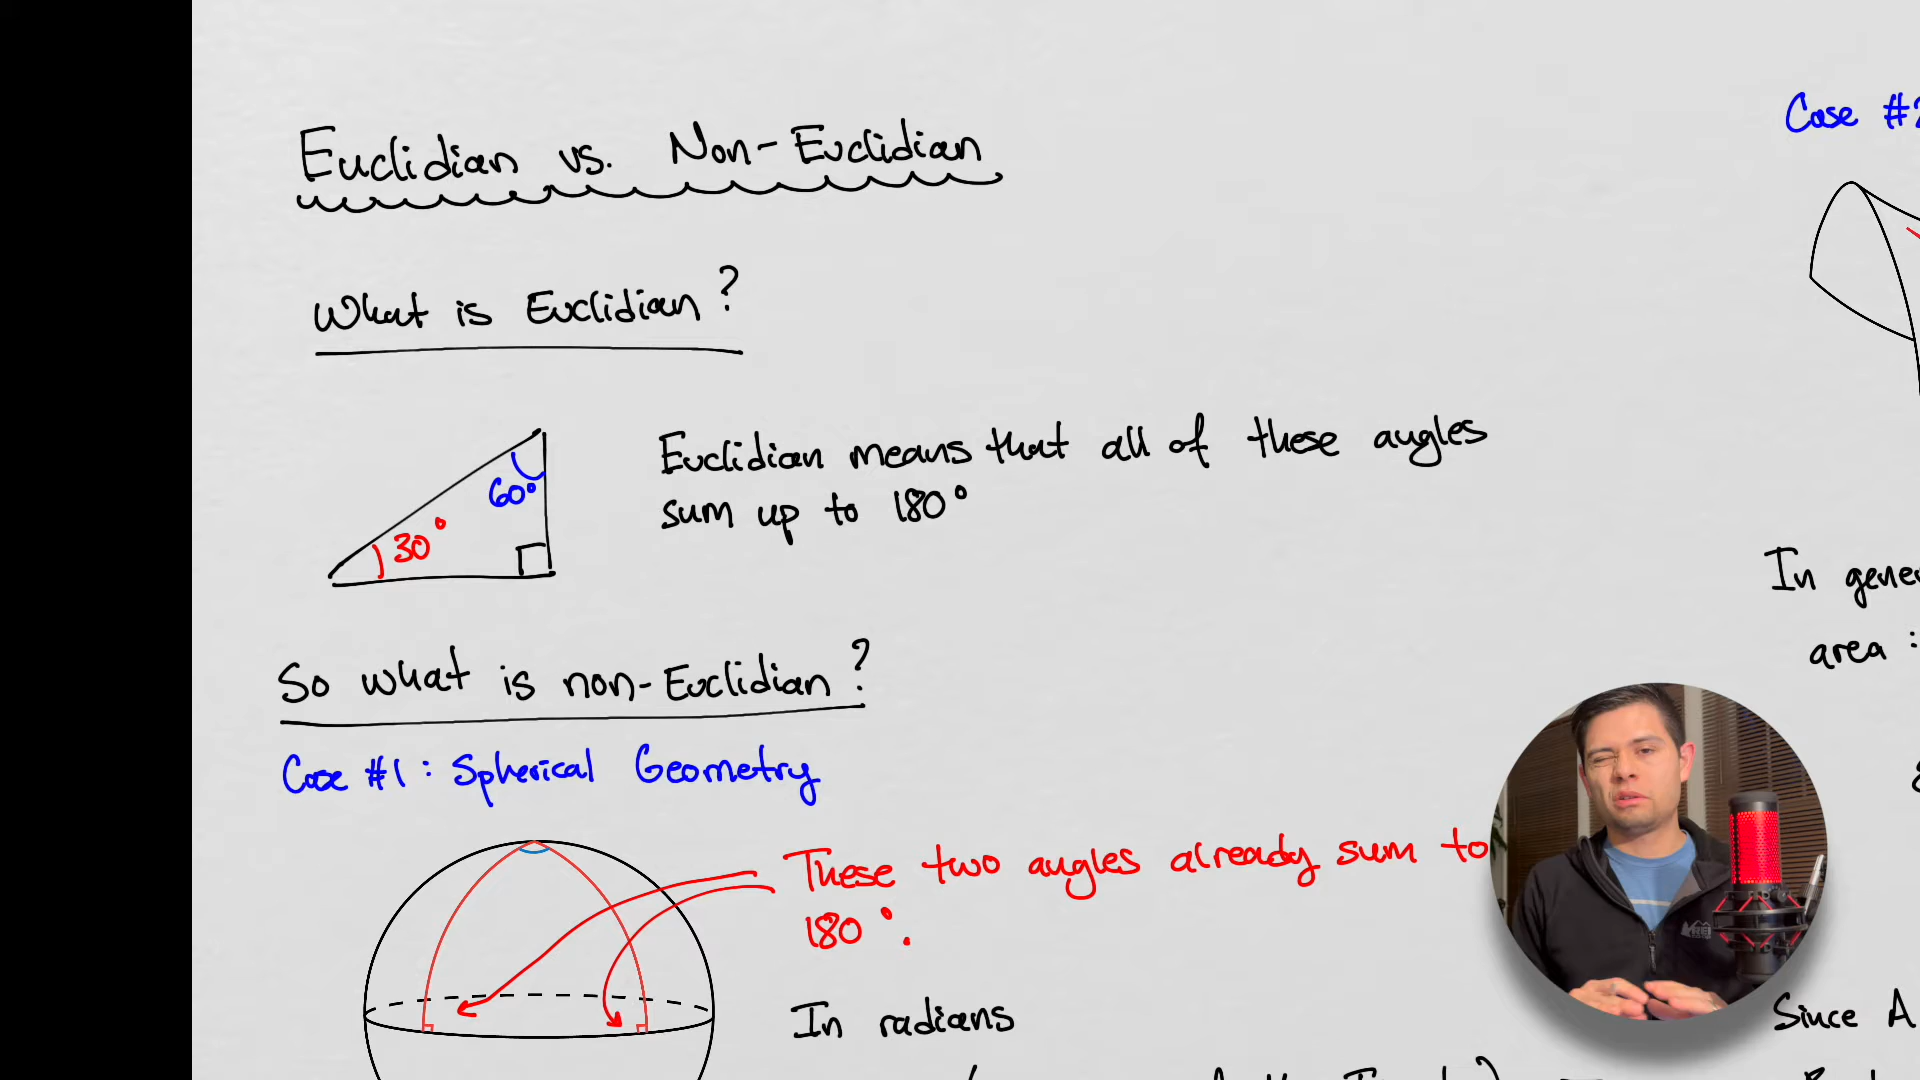 Euclidian vs. Non-Euclidian
What is Euclidian?
60°
30°
Euclidian means that all of these angles
sum up to 180°
So what is non-Euclidian?
Case #1: Spherical Geometry
These two angles already sum to
180°.
In radians
Case #2
In
area :
Since A